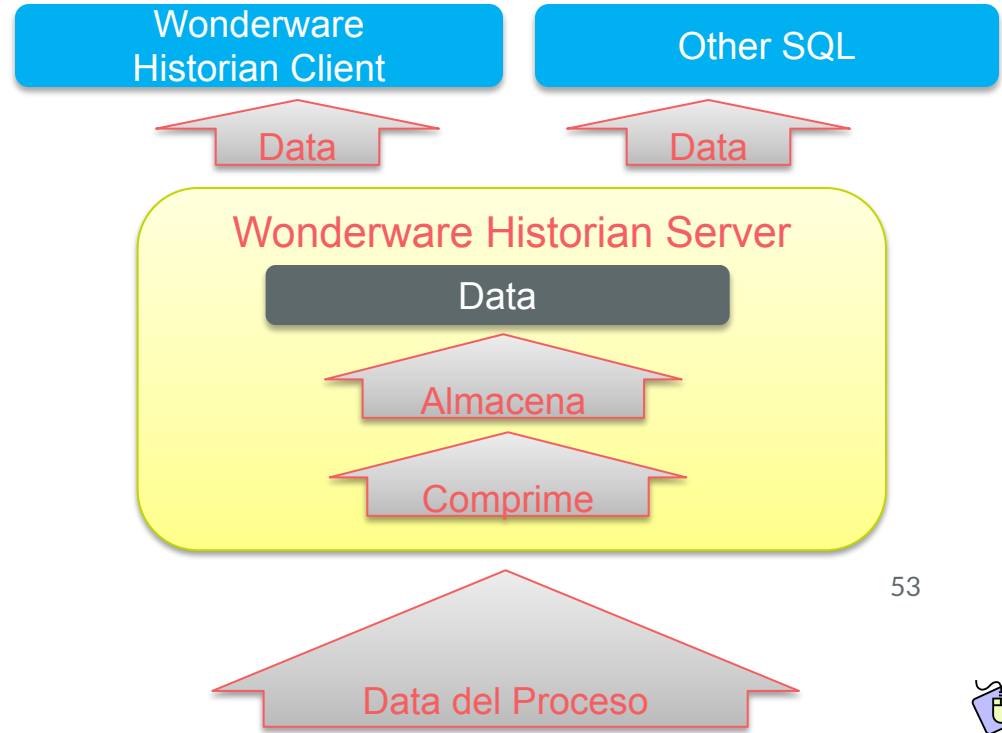 Wonderware
Historian Client
Other SQL
Data
Data
Wonderware Historian Server
Data
Almacena
Comprime
53
Data del Proceso